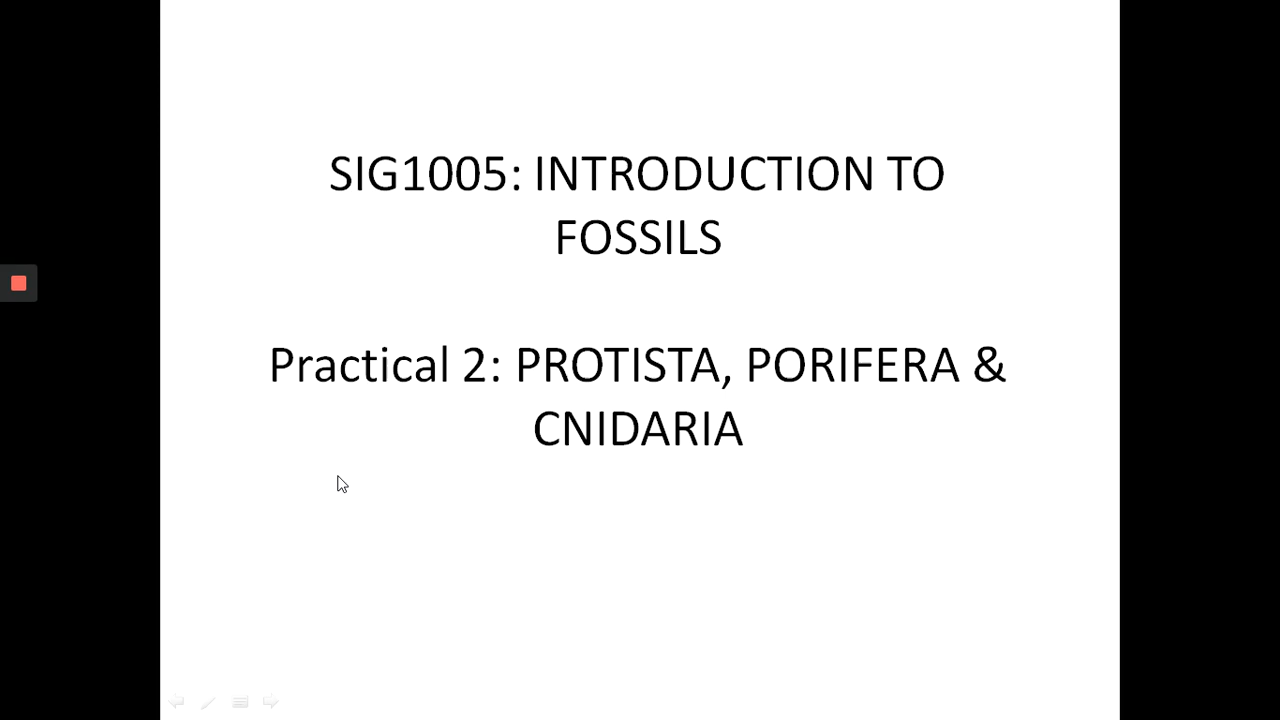 SIG1005: INTRODUCTION TO
FOSSILS
Practical 2: PROTISTA, PORIFERA &
CNIDARIA